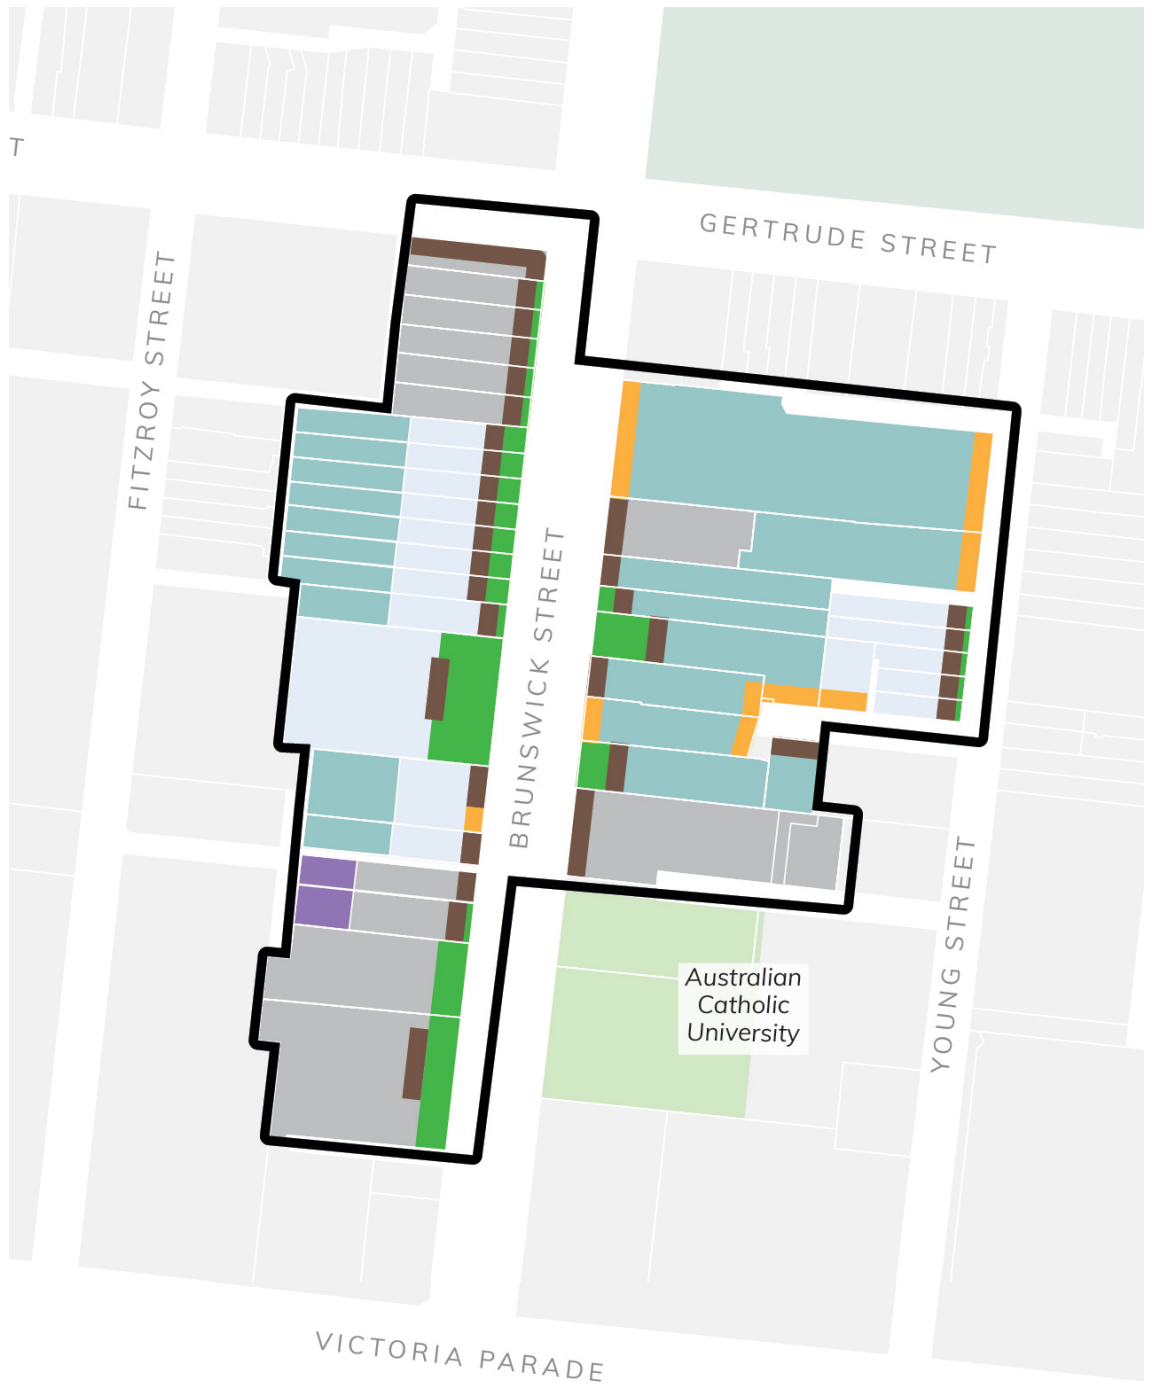 T
GERTRUDE STREET
FITZROY STREET
BRUNSWICK STREET
YOUNG STREET
Australian
Catholic
University
VICTORIA PARADE